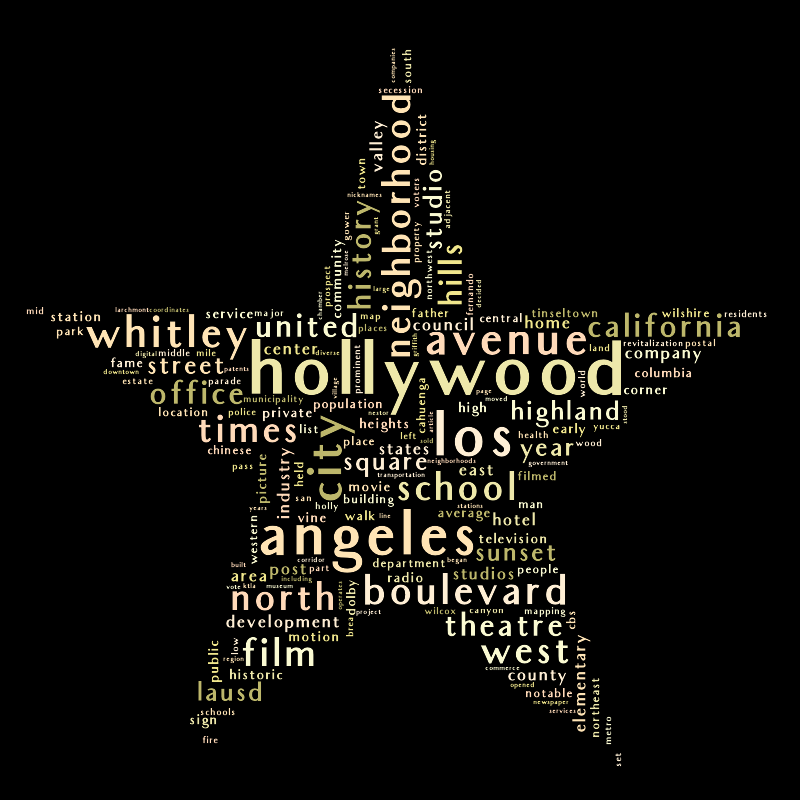 companies
south
secession
neighborhood
valley
district
housing
town
studio
voters
nicknames
adjacent
history
grant
gower
property
hills
community
melrose
northwest
prospect
fernando
decided
large
chamber
mid
station
larchmont
coordinates
service
major
map
father
central
tinseltown
wilshire
residents
park
whitley
united
places
council
home
california
avenue
griffith
land
revitalization
postal
digital
middle
mile
center
diverse
prominent
company
fame
street
patents
hollywood
world
columbia
downtown
estate
parade
village
office
municipality
page
moved
corner
location
police
private
population
nextor
cahuenga
article
high
highland
stood
times
list
city
heights
left
sold
los
health
early
yucca
chinese
place
states
year
wood
pass
picture
industry
held
square
neighborhoods
government
transportation
east
filmed
san
movie
school
holly
building
stations
man
years
western
vine
walk
line
average
hotel
angeles
television
sunset
corridor
department
began
built
area
post
part
including
radio
studios
people
vote
ktla
museum
operates
dolby
boulevard
north
project
wilcox
canyon
mapping
cbs
development
brea
theatre
motion
public
low
region
film
west
elementary
historic
commerce
county
opened
lausd
notable
northeast
newspaper
schools
services
sign
metro
fire
set